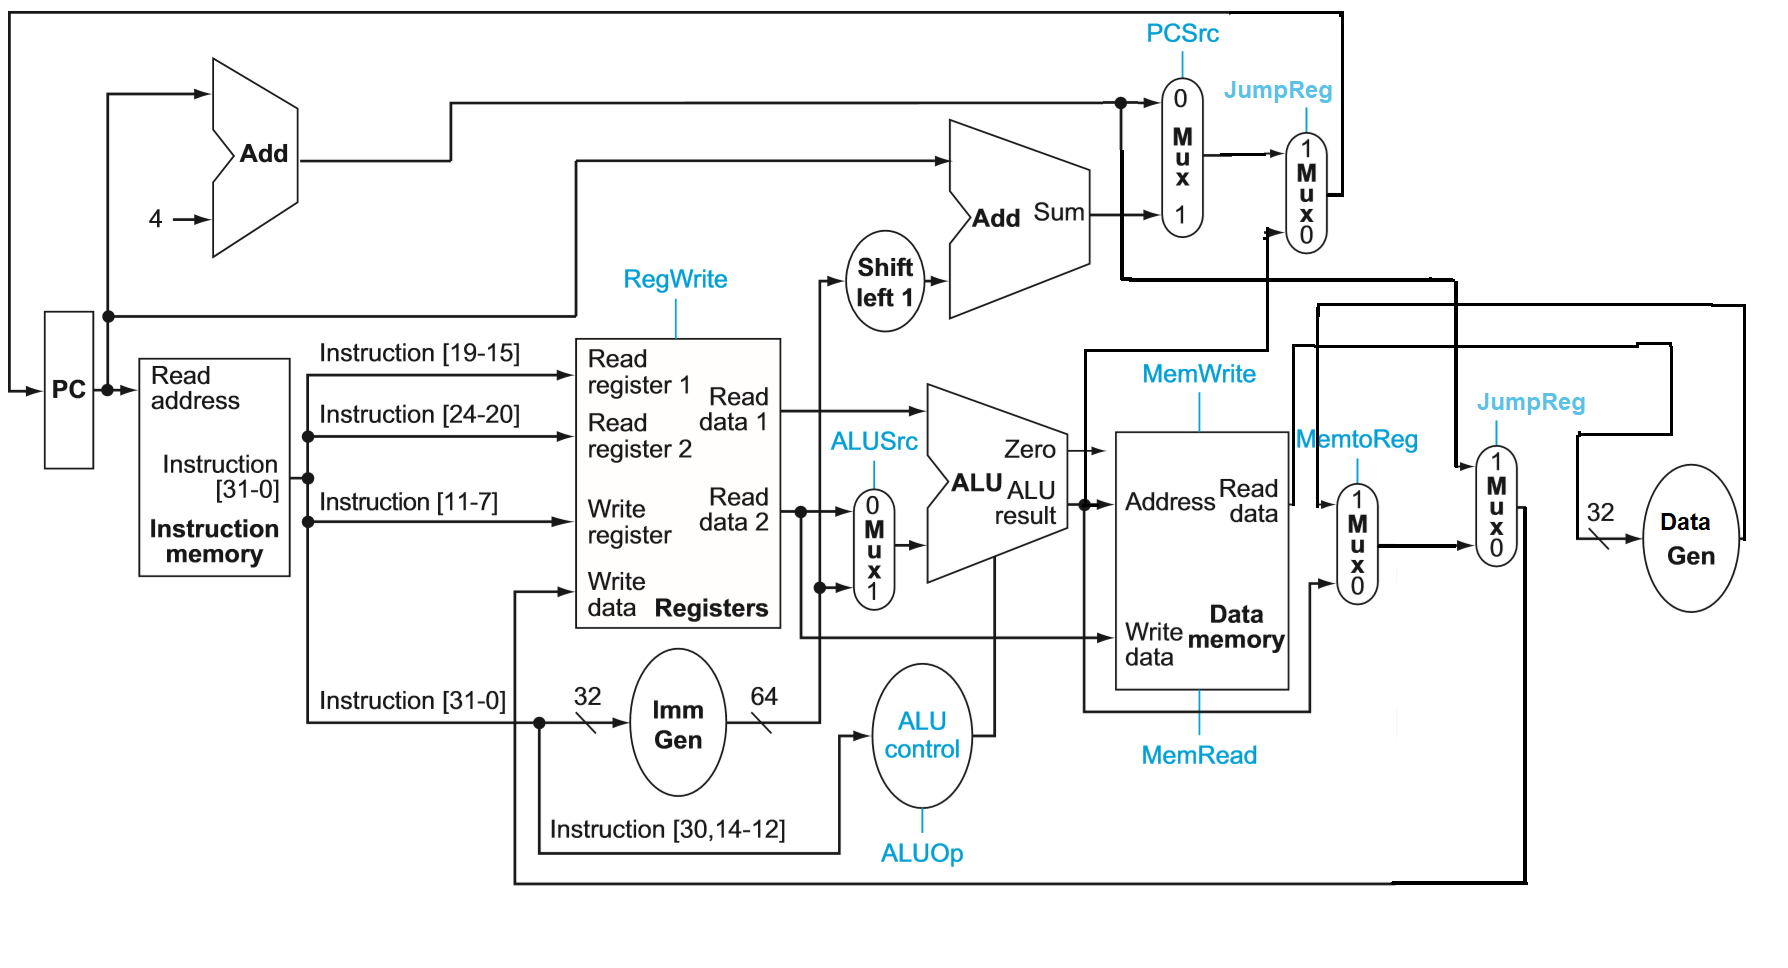 PCSrc
JumpReg
0
M
u
x
1
1
M
u
x
0
Add
4
Add
Sum
Shift
left 1
RegWrite
PC
Read
address
Instruction
[31-0]
Instruction
memory
Instruction [19-15]
Instruction [24-20]
Instruction [11-7]
Instruction [31-0]
Read
register 1
Read
register 2
Write
register
Write
data
Read
data 1
Read
data 2
Registers
ALUSrc
0
M
u
x
1
Zero
ALU
ALU
result
MemWrite
Address
Read
data
Write
data
Data
memory
MemRead
MemtoReg
1
M
u
x
0
JumpReg
1
M
u
x
0
32
Data
Gen
32
Imm
Gen
64
ALU
control
Instruction [30,14-12]
ALUOp